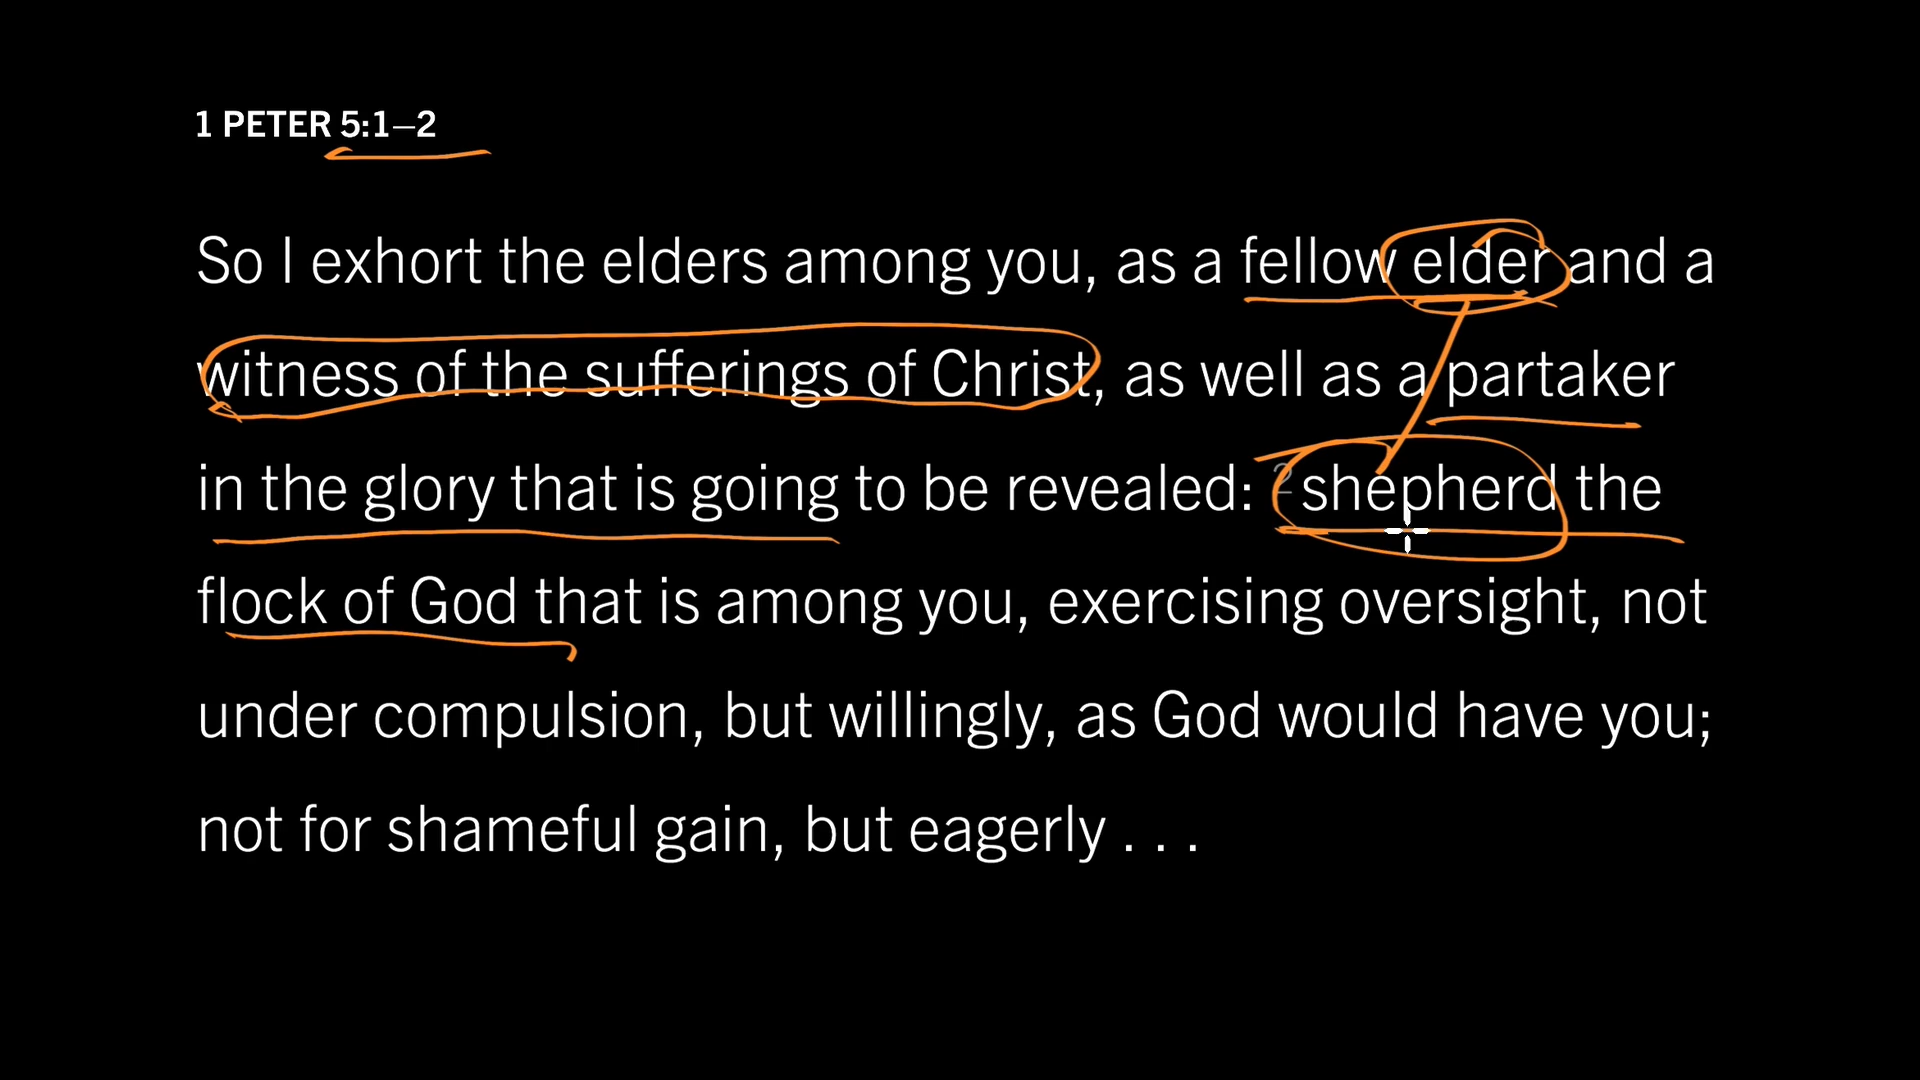 1 PETER 5:1–2
So I exhort the elders among you, as a fellow elder and a
witness of the sufferings of Christ, as well as a partaker
in the glory that is going to be revealed: 2 shepherd the
flock of God that is among you, exercising oversight, not
under compulsion, but willingly, as God would have you;
not for shameful gain, but eagerly . . .